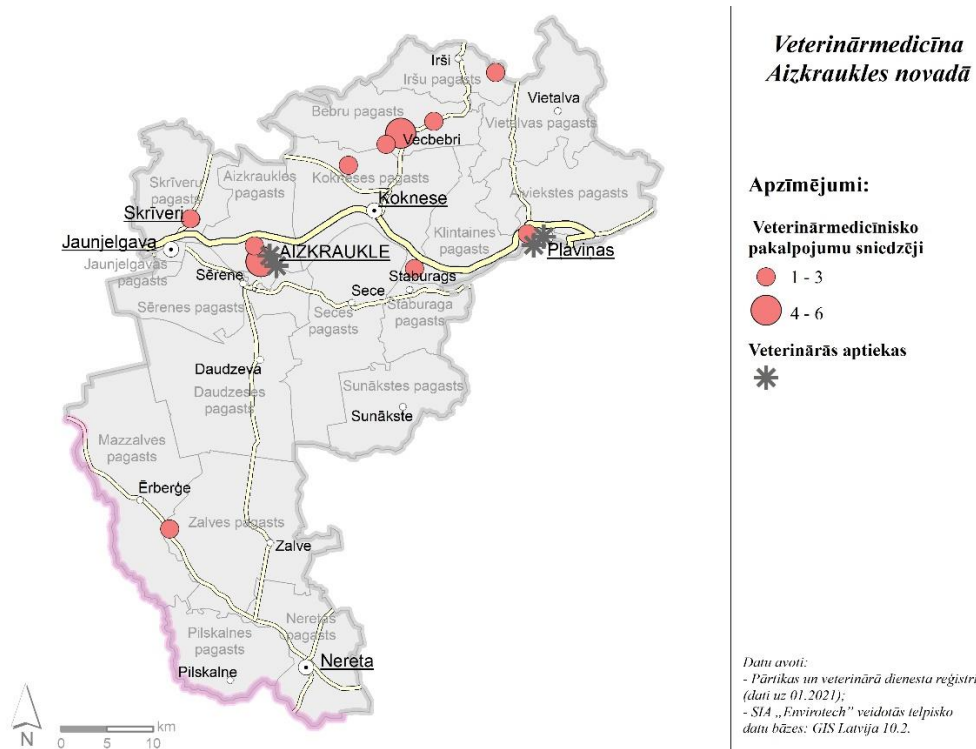 Veterinārmedicīna
Aizkraukles novadā
Irši
Iršu pagasts
Vietalva
Vietalvas pagasts
Bebru pagasts
Vecbebri
Kokneses pagasts
Aiviekstes pagasts
Skrīveru
pagasts
Aizkraukles
pagasts
Skrīveri
Koknese
Klintaines
pagasts
Pļaviņas
Jaunjelgava
Jaunjelgavas
pagasts
AIZKRAUKLE
Sērene
Staburags
Sece
Sērenes pagasts
Seces
pagasts
Staburaga
pagasts
Daudzeva
Daudzeses
pagasts
Sunākstes pagasts
Sunākste
Mazzalves
pagasts
Ērberģe
Zalves pagasts
Zalve
Neretas
pagasts
Pilskalnes
pagasts
Pilskalne
Nereta
N
0 5 10 km
Apzīmējumi:
Veterinārmedicīnisko
pakalpojumu sniedzēji
1 - 3
4 - 6
Veterinārās aptiekas
Datu avoti:
- Pārtikas un veterinārā dienesta reģistri
(dati uz 01.2021);
- SIA „Envirotech” veidotās telpisko
datu bāzes: GIS Latvija 10.2.